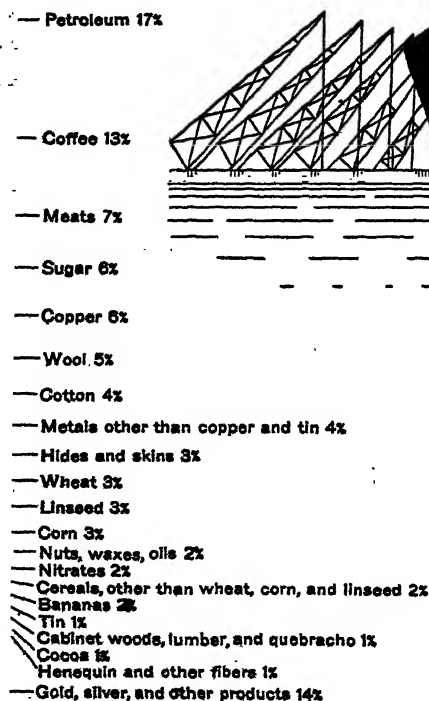 Petroleum 17%
Coffee 13%
Meats 7%
Sugar 6%
Copper 6%
Wool 5%
Cotton 4%
Metals other than copper and tin 4%
Hides and skins 3%
Wheat 3%
Linseed 3%
Corn 3%
Nuts, waxes, oils 2%
Nitrates 2%
Cereals, other than wheat, corn, and linseed 2%
Bananas 2%
Tin 1%
Cabinet woods, lumber, and quebracho 1%
Cocoa 1%
Henequin and other fibers 1%
Gold, silver, and other products 14%